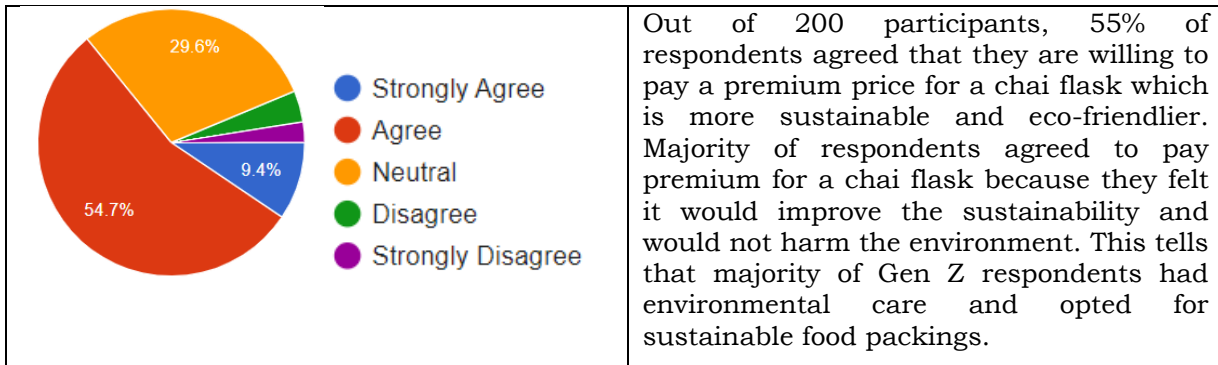 29.6%
9.4%
54.7%
Strongly Agree
Agree
Neutral
Disagree
Strongly Disagree
Out of 200 participants, 55% of
respondents agreed that they are willing to
pay a premium price for a chai flask which
is more sustainable and eco-friendlier.
Majority of respondents agreed to pay
premium for a chai flask because they felt
it would improve the sustainability and
would not harm the environment. This tells
that majority of Gen Z respondents had
environmental care and opted for
sustainable food packings.